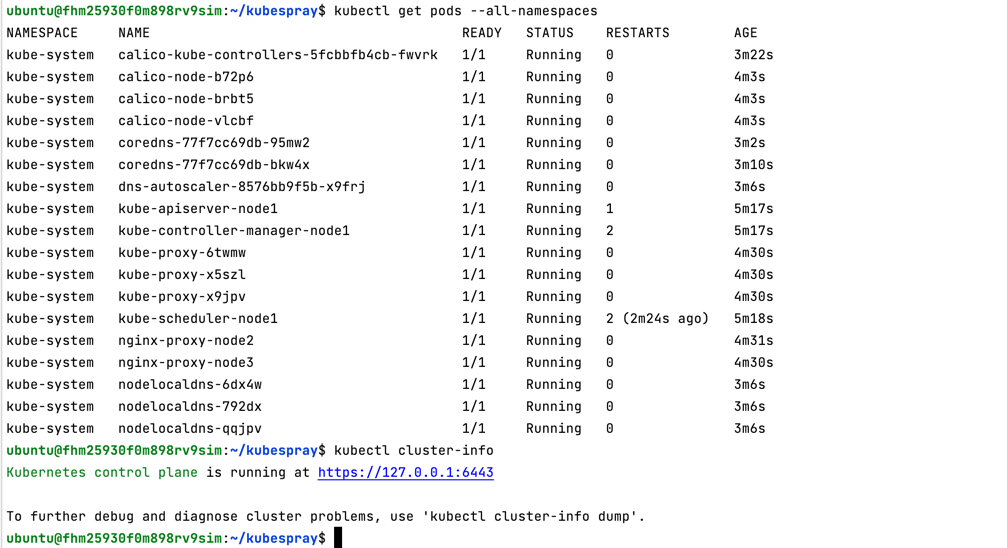 ubuntu@fhm25930f0m898rv9sim:~/kubespray$ kubectl get pods --all-namespaces
NAMESPACE NAME READY STATUS RESTARTS AGE
kube-system calico-kube-controllers-5fcbbfb4cb-fwvrk 1/1 Running 0 3m22s
kube-system calico-node-b72p6 1/1 Running 0 4m3s
kube-system calico-node-brbt5 1/1 Running 0 4m3s
kube-system calico-node-vlcbf 1/1 Running 0 4m3s
kube-system coredns-77f7cc69db-95mw2 1/1 Running 0 3m2s
kube-system coredns-77f7cc69db-bkw4x 1/1 Running 0 3m10s
kube-system dns-autoscaler-8576bb9f5b-x9frj 1/1 Running 0 3m6s
kube-system kube-apiserver-node1 1/1 Running 1 5m17s
kube-system kube-controller-manager-node1 1/1 Running 2 5m17s
kube-system kube-proxy-6twmw 1/1 Running 0 4m30s
kube-system kube-proxy-x5szl 1/1 Running 0 4m30s
kube-system kube-proxy-x9jpv 1/1 Running 0 4m30s
kube-system kube-scheduler-node1 1/1 Running 2 (2m24s ago) 5m18s
kube-system nginx-proxy-node2 1/1 Running 0 4m31s
kube-system nginx-proxy-node3 1/1 Running 0 4m30s
kube-system nodelocaldns-6dx4w 1/1 Running 0 3m6s
kube-system nodelocaldns-792dx 1/1 Running 0 3m6s
kube-system nodelocaldns-qqjpv 1/1 Running 0 3m6s
ubuntu@fhm25930f0m898rv9sim:~/kubespray$ kubectl cluster-info
Kubernetes control plane is running at https://127.0.0.1:6443
To further debug and diagnose cluster problems, use 'kubectl cluster-info dump'.
ubuntu@fhm25930f0m898rv9sim:~/kubespray$